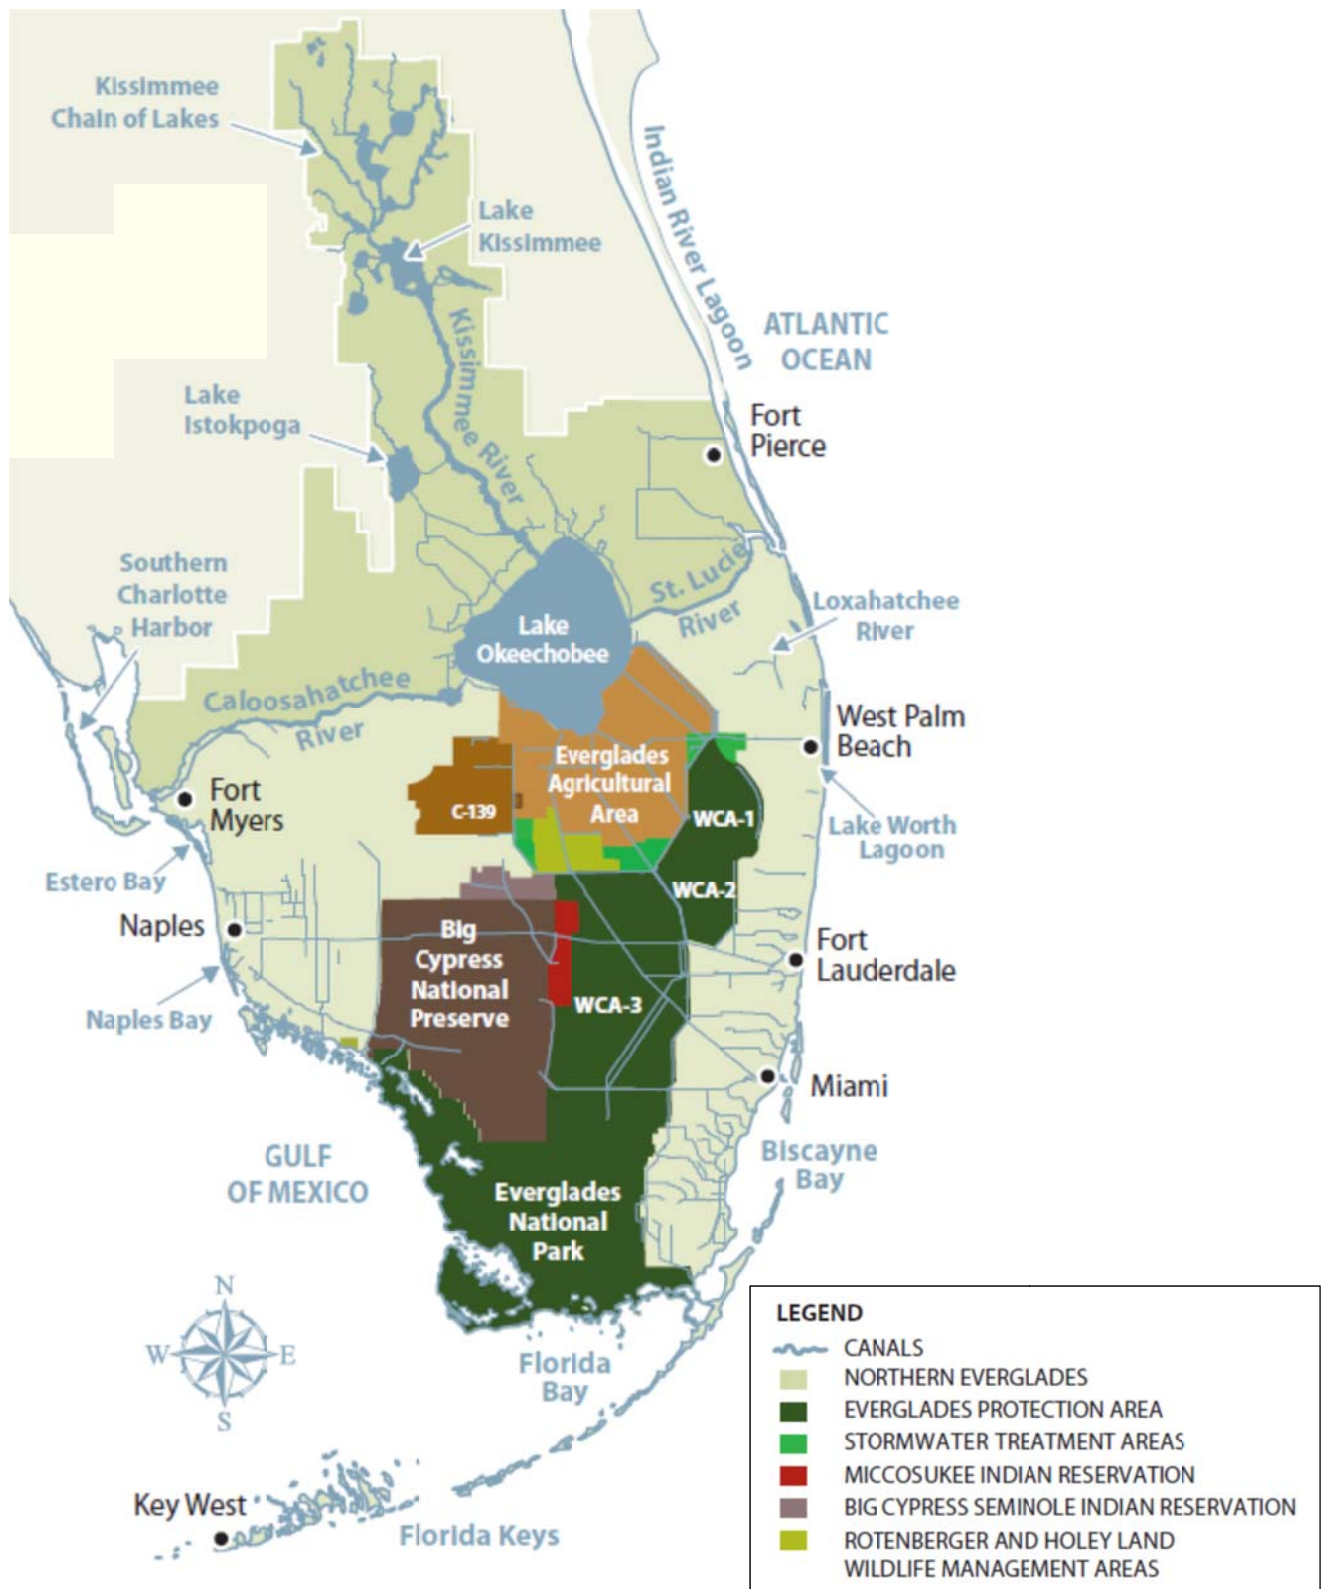 Kissimmee
Chain of Lakes
Lake
Kissimmee
Indian River Lagoon
ATLANTIC
OCEAN
Kissimmee River
Lake
Istokpoga
Fort
Pierce
Southern
Charlotte
Harbor
St. Lucie
River
Loxahatchee
River
Lake
Okeechobee
Caloosahatchee
River
West Palm
Beach
Everglades
Agricultural
Area
C-139
WCA-1
Fort
Myers
Lake Worth
Lagoon
Estero Bay
WCA-2
Naples
Big
Cypress
National
Preserve
Fort
Lauderdale
WCA-3
Naples Bay
Miami
GULF
OF MEXICO
Biscayne
Bay
Everglades
National
Park
N
W
E
S
Florida
Bay
Key West
Florida Keys
LEGEND
CANALS
NORTHERN EVERGLADES
EVERGLADES PROTECTION AREA
STORMWATER TREATMENT AREAS
MICCOSUKEE INDIAN RESERVATION
BIG CYPRESS SEMINOLE INDIAN RESERVATION
ROTENBERGER AND HOLEY LAND
WILDLIFE MANAGEMENT AREAS